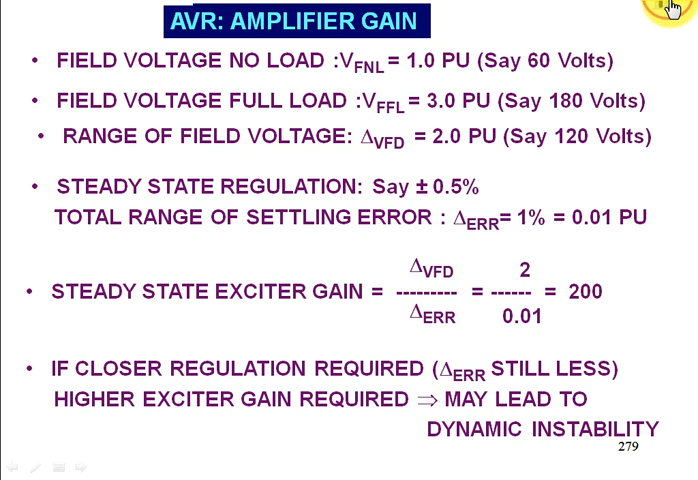 AVR: AMPLIFIER GAIN
• FIELD VOLTAGE NO LOAD :VFNL = 1.0 PU (Say 60 Volts)
• FIELD VOLTAGE FULL LOAD :VFFL = 3.0 PU (Say 180 Volts)
• RANGE OF FIELD VOLTAGE: ΔVFD = 2.0 PU (Say 120 Volts)
• STEADY STATE REGULATION: Say ± 0.5%
TOTAL RANGE OF SETTLING ERROR : ΔERR= 1% = 0.01 PU
ΔVFD 2
• STEADY STATE EXCITER GAIN = --------- = ------ = 200
ΔERR 0.01
• IF CLOSER REGULATION REQUIRED (ΔERR STILL LESS)
HIGHER EXCITER GAIN REQUIRED ⇒ MAY LEAD TO
DYNAMIC INSTABILITY
279